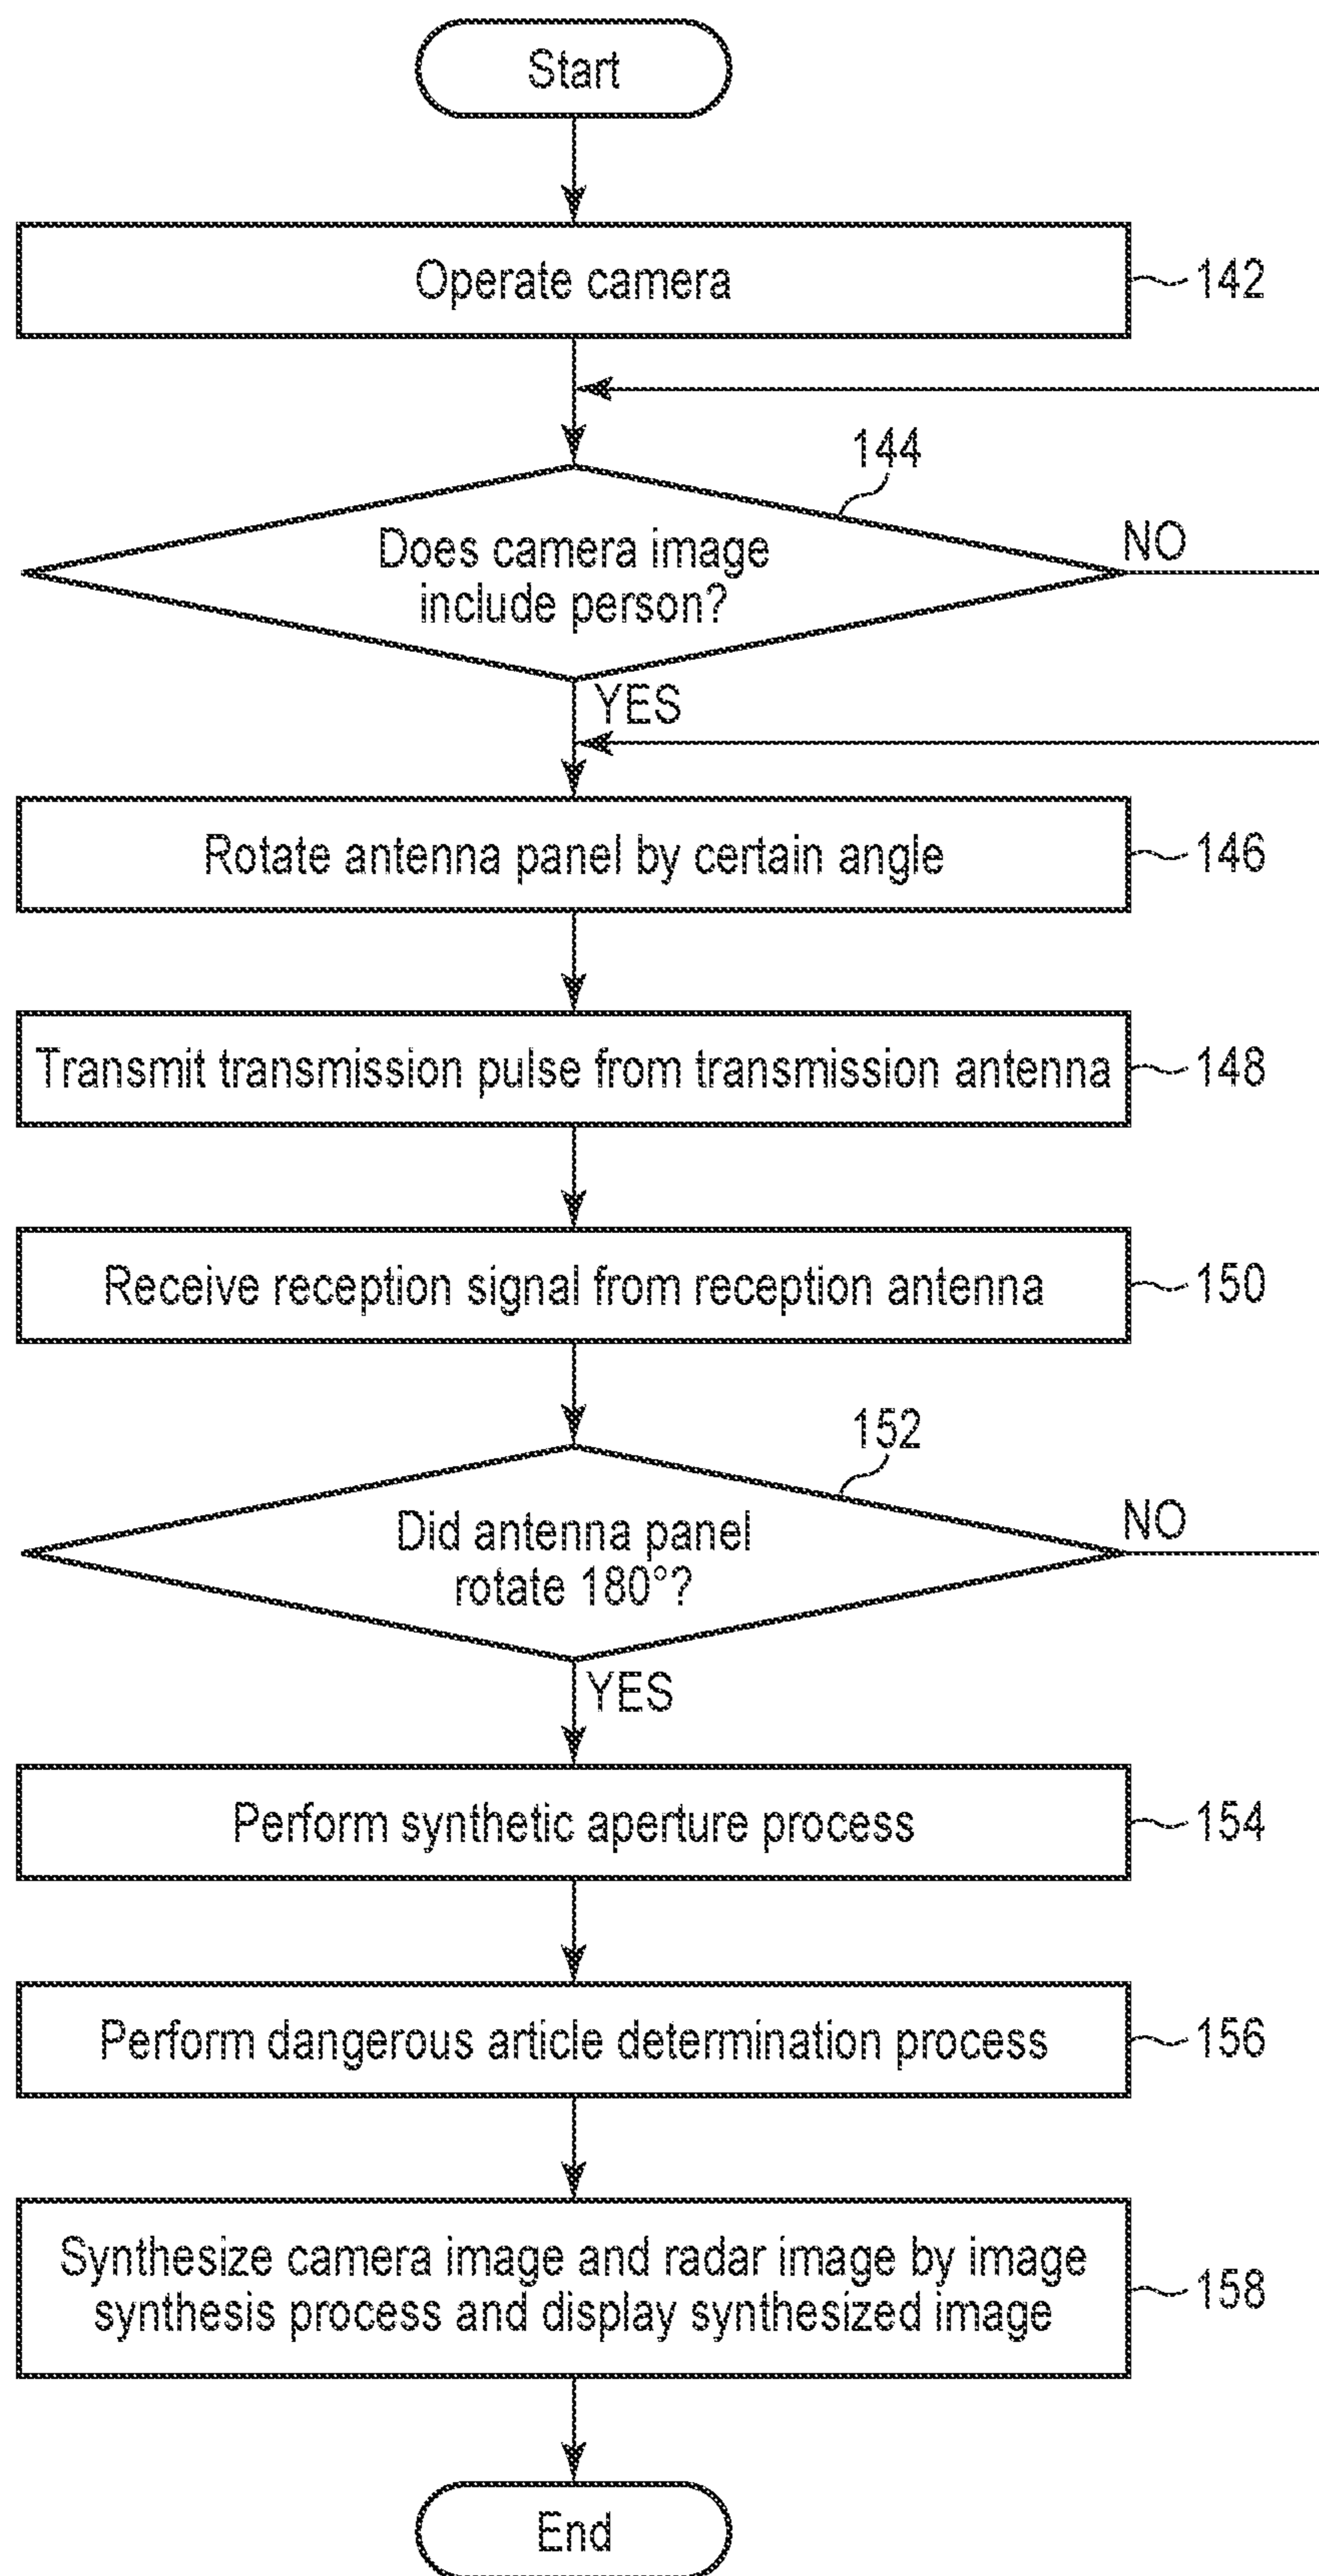 Start
Operate camera
142
144
Does camera image
include person?
NO
YES
Rotate antenna panel by certain angle
146
Transmit transmission pulse from transmission antenna
148
Receive reception signal from reception antenna
150
152
Did antenna panel
rotate 180°?
NO
YES
Perform synthetic aperture process
154
Perform dangerous article determination process
156
Synthesize camera image and radar image by image
synthesis process and display synthesized image
158
End